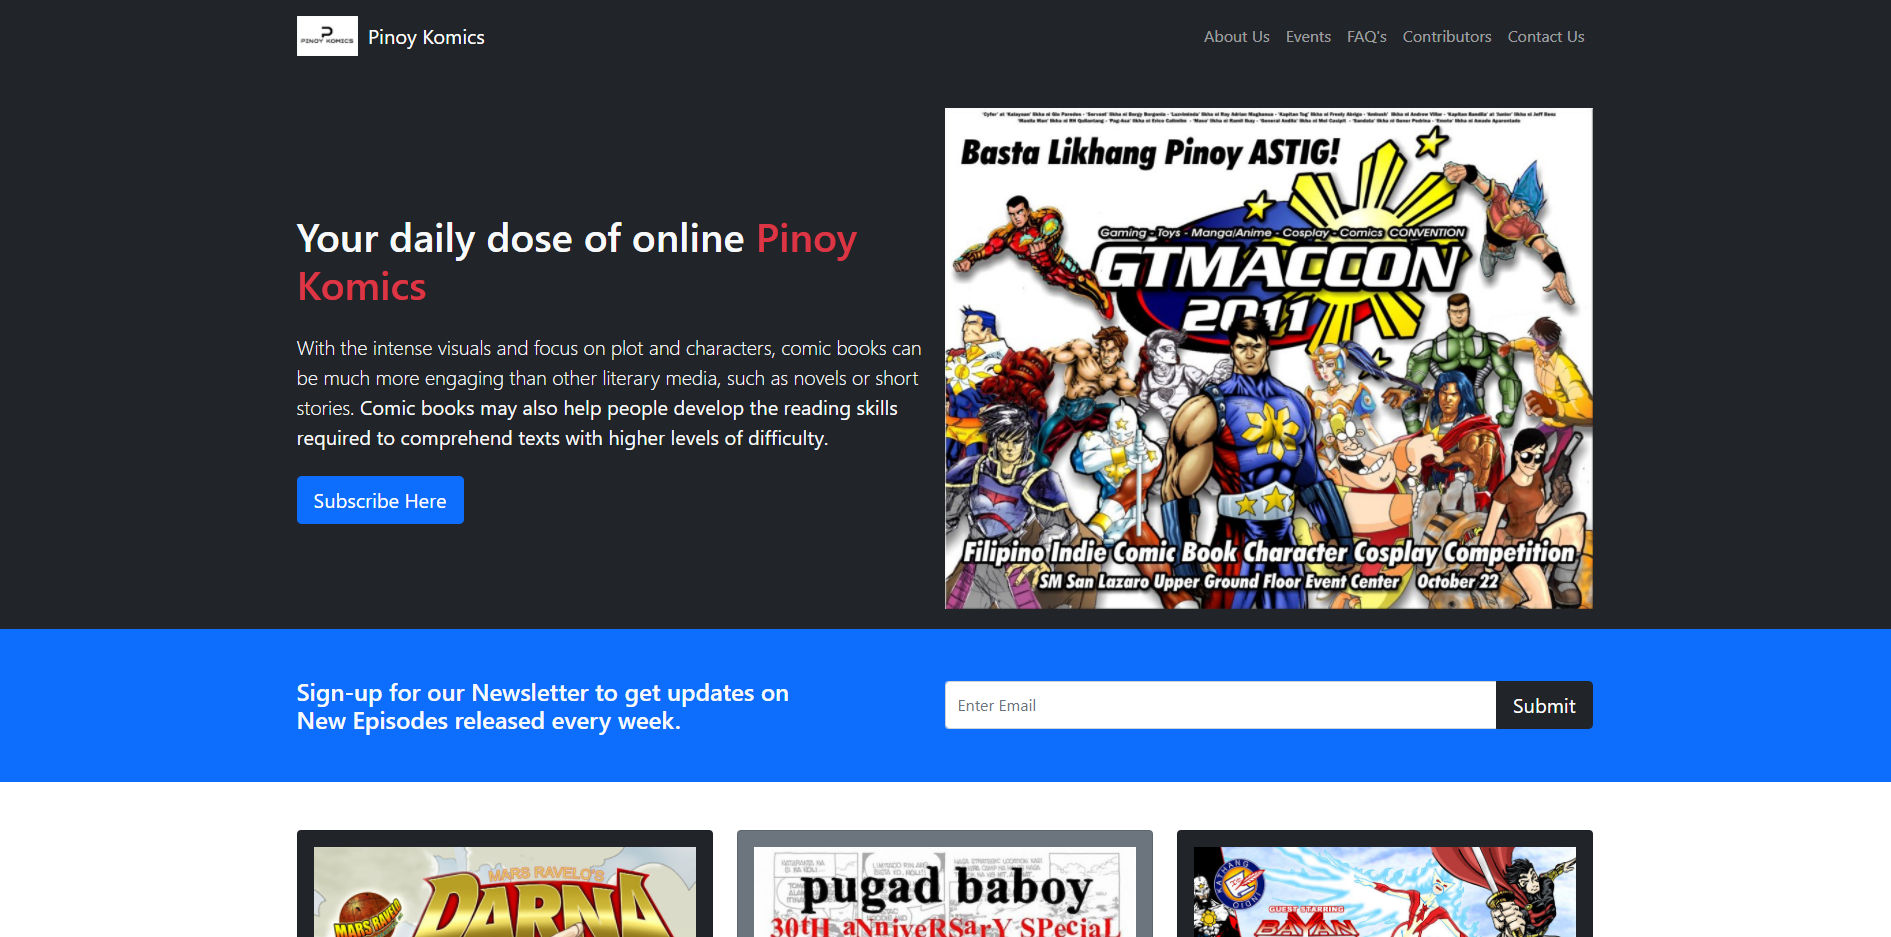 PINOY KOMICS
Pinoy Komics
About Us
Events
FAQ's
Contributors
Contact Us
Your daily dose of online Pinoy
Komics
With the intense visuals and focus on plot and characters, comic books can
be much more engaging than other literary media, such as novels or short
stories. Comic books may also help people develop the reading skills
required to comprehend texts with higher levels of difficulty.
Subscribe Here
Basta Likhang Pinoy ASTIG!
Gaming - Toys - Manga/Anime - Cosplay - Comics CONVENTION
GTMACCON
2011
Filipino Indie Comic Book Character Cosplay Competition
SM San Lazaro Upper Ground Floor Event Center October 22
Sign-up for our Newsletter to get updates on
New Episodes released every week.
Enter Email
Submit
MARS RAVELO'S
DARNA
MARS RAVELO
pugad baboy
30tH aNniveRSarY SPeciaL
KATHANG
INDIO
GUEST STARRING
BAYAN